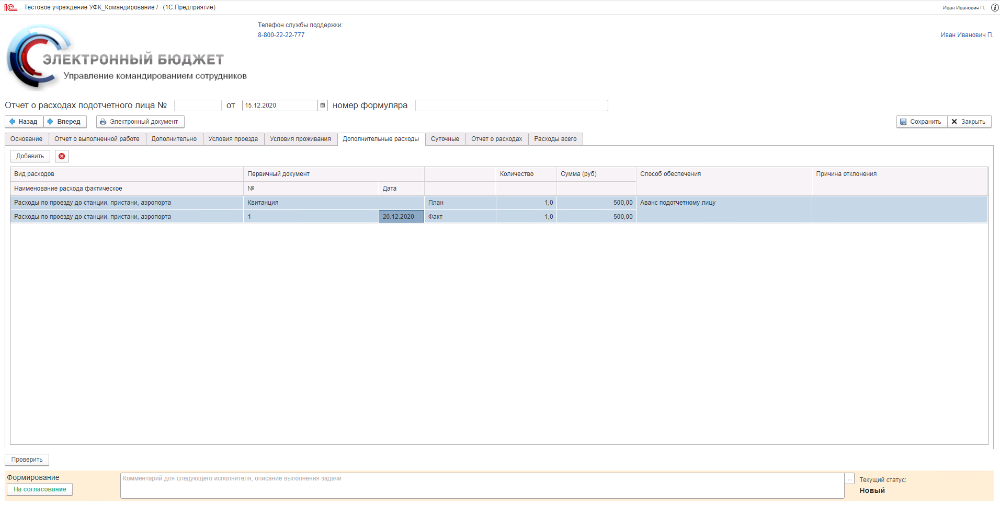 1С Тестовое учреждение УФК_Командирование / (1С:Предприятие) Иван Иванович П.
Телефон службы поддержки:
8-800-22-22-777 Иван Иванович П.
ЭЛЕКТРОННЫЙ БЮДЖЕТ
Управление командированием сотрудников
Отчет о расходах подотчетного лица № от 15.12.2020 номер формуляра
Назад Вперед Электронный документ Сохранить Закрыть
Основание Отчет о выполненной работе Дополнительно Условия проезда Условия проживания Дополнительные расходы Суточные Отчет о расходах Расходы всего
Добавить
Вид расходов Первичный документ Количество Сумма (руб) Способ обеспечения Причина отклонения
Наименование расхода фактическое № Дата
Расходы по проезду до станции, пристани, аэропорта Квитанция План 1,0 500,00 Аванс подотчетному лицу
Расходы по проезду до станции, пристани, аэропорта 1 20.12.2020 Факт 1,0 500,00
Проверить
Формирование Комментарий для следующего исполнителя, описание выполнения задачи ... Текущий статус:
На согласование Новый